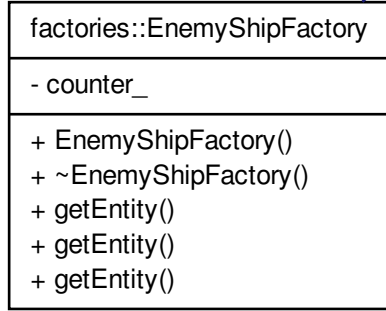 factories::EnemyShipFactory
- counter_
+ EnemyShipFactory()
+ ~EnemyShipFactory()
+ getEntity()
+ getEntity()
+ getEntity()